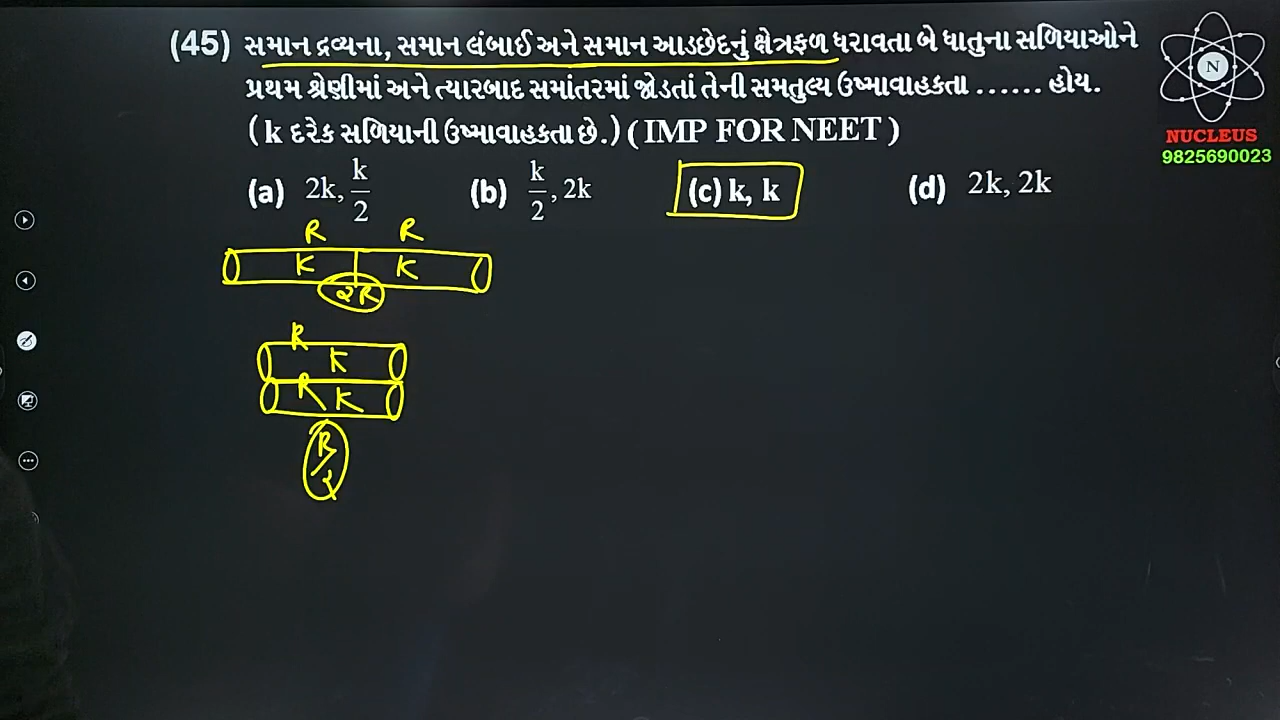 (45) સમાન દ્રવ્યના, સમાન લંબાઈ અને સમાન આડછેદનું ક્ષેત્રફળ ધરાવતા બે ધાતુના સળિયાઓને
પ્રથમ શ્રેણીમાં અને ત્યારબાદ સમાંતરમાં જોડતાં તેની સમતુલ્ય ઉષ્માવાહકતા ...... હોય.
(k દરેક સળિયાની ઉષ્માવાહકતા છે.) ( IMP FOR NEET )
(a) 2k, k/2 (b) k/2, 2k (c) k, k (d) 2k, 2k
N
NUCLEUS
9825690023
R R
K K
૨R
R
K
R K
R/૨